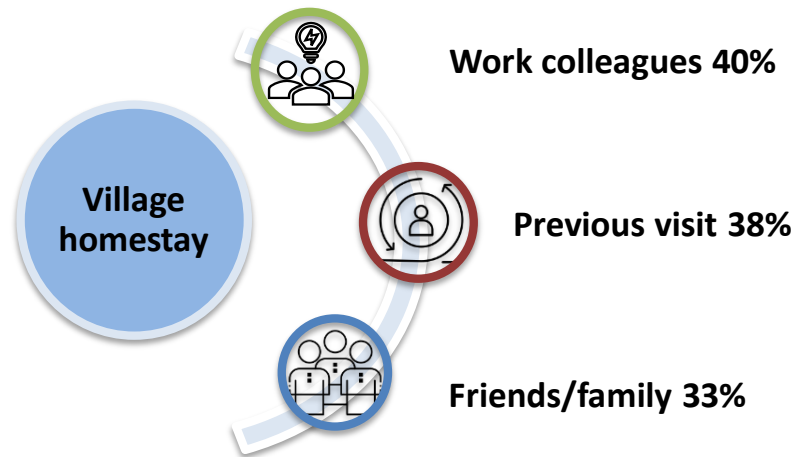 Village
homestay
Work colleagues 40%
Previous visit 38%
Friends/family 33%